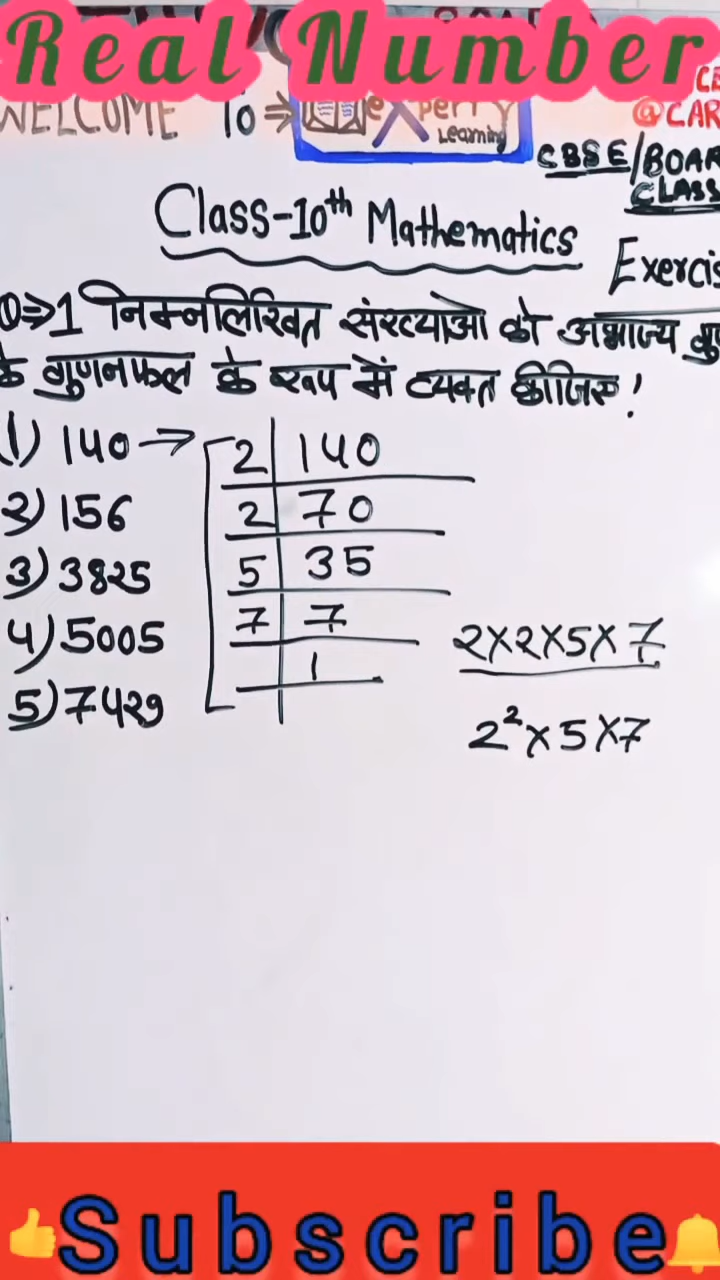 Real Number
WELCOME To ⇒ eXperty
Learning
@CAR
CBSE/BOAR
CLASS
Class-10th Mathematics
Exercis
Q⇒1 निम्नलिखित संख्याओ को अभाज्य गु
के गुणनफल के रूप में व्यक्त कीजिए !
(1) 140 → 2 | 140
2) 156 2 | 70
3) 3825 5 | 35
4) 5005 7 | 7
1
2×2×5×7
5) 7429
2²×5×7
👍Subscribe🔔